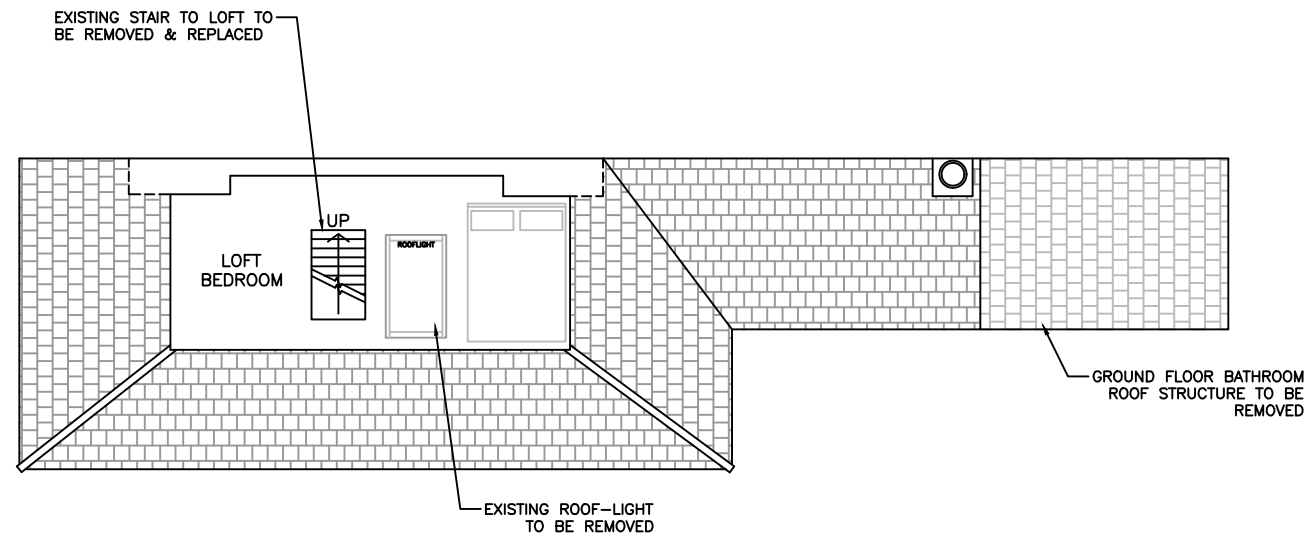 EXISTING STAIR TO LOFT TO
BE REMOVED & REPLACED
UP
ROOFLIGHT
LOFT
BEDROOM
GROUND FLOOR BATHROOM
ROOF STRUCTURE TO BE
REMOVED
EXISTING ROOF-LIGHT
TO BE REMOVED